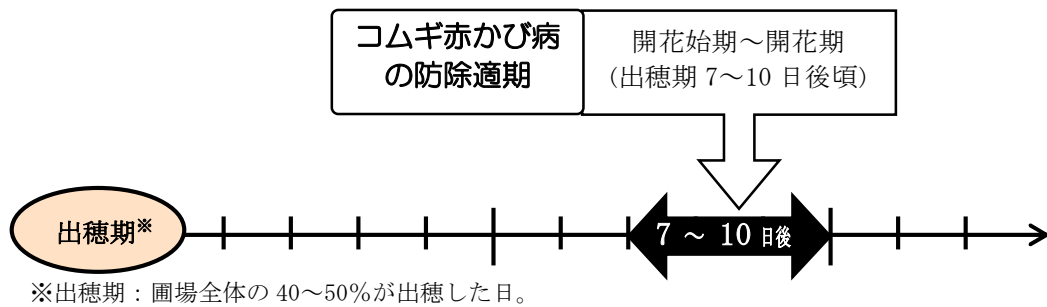 コムギ赤かび病
の防除適期
開花始期～開花期
(出穂期 7～10 日後頃)
出穂期※
7 ～ 10 日後
※出穂期：圃場全体の 40～50%が出穂した日。